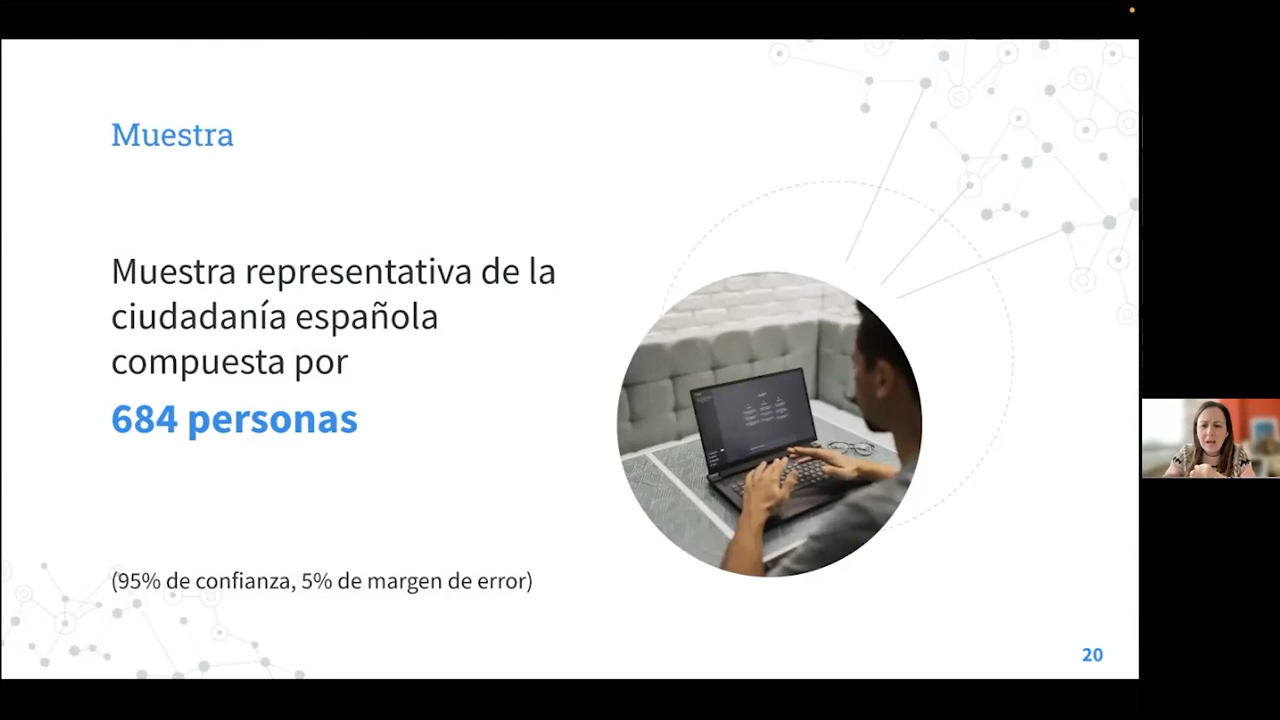 Muestra
Muestra representativa de la
ciudadanía española
compuesta por
684 personas
(95% de confianza, 5% de margen de error)
20